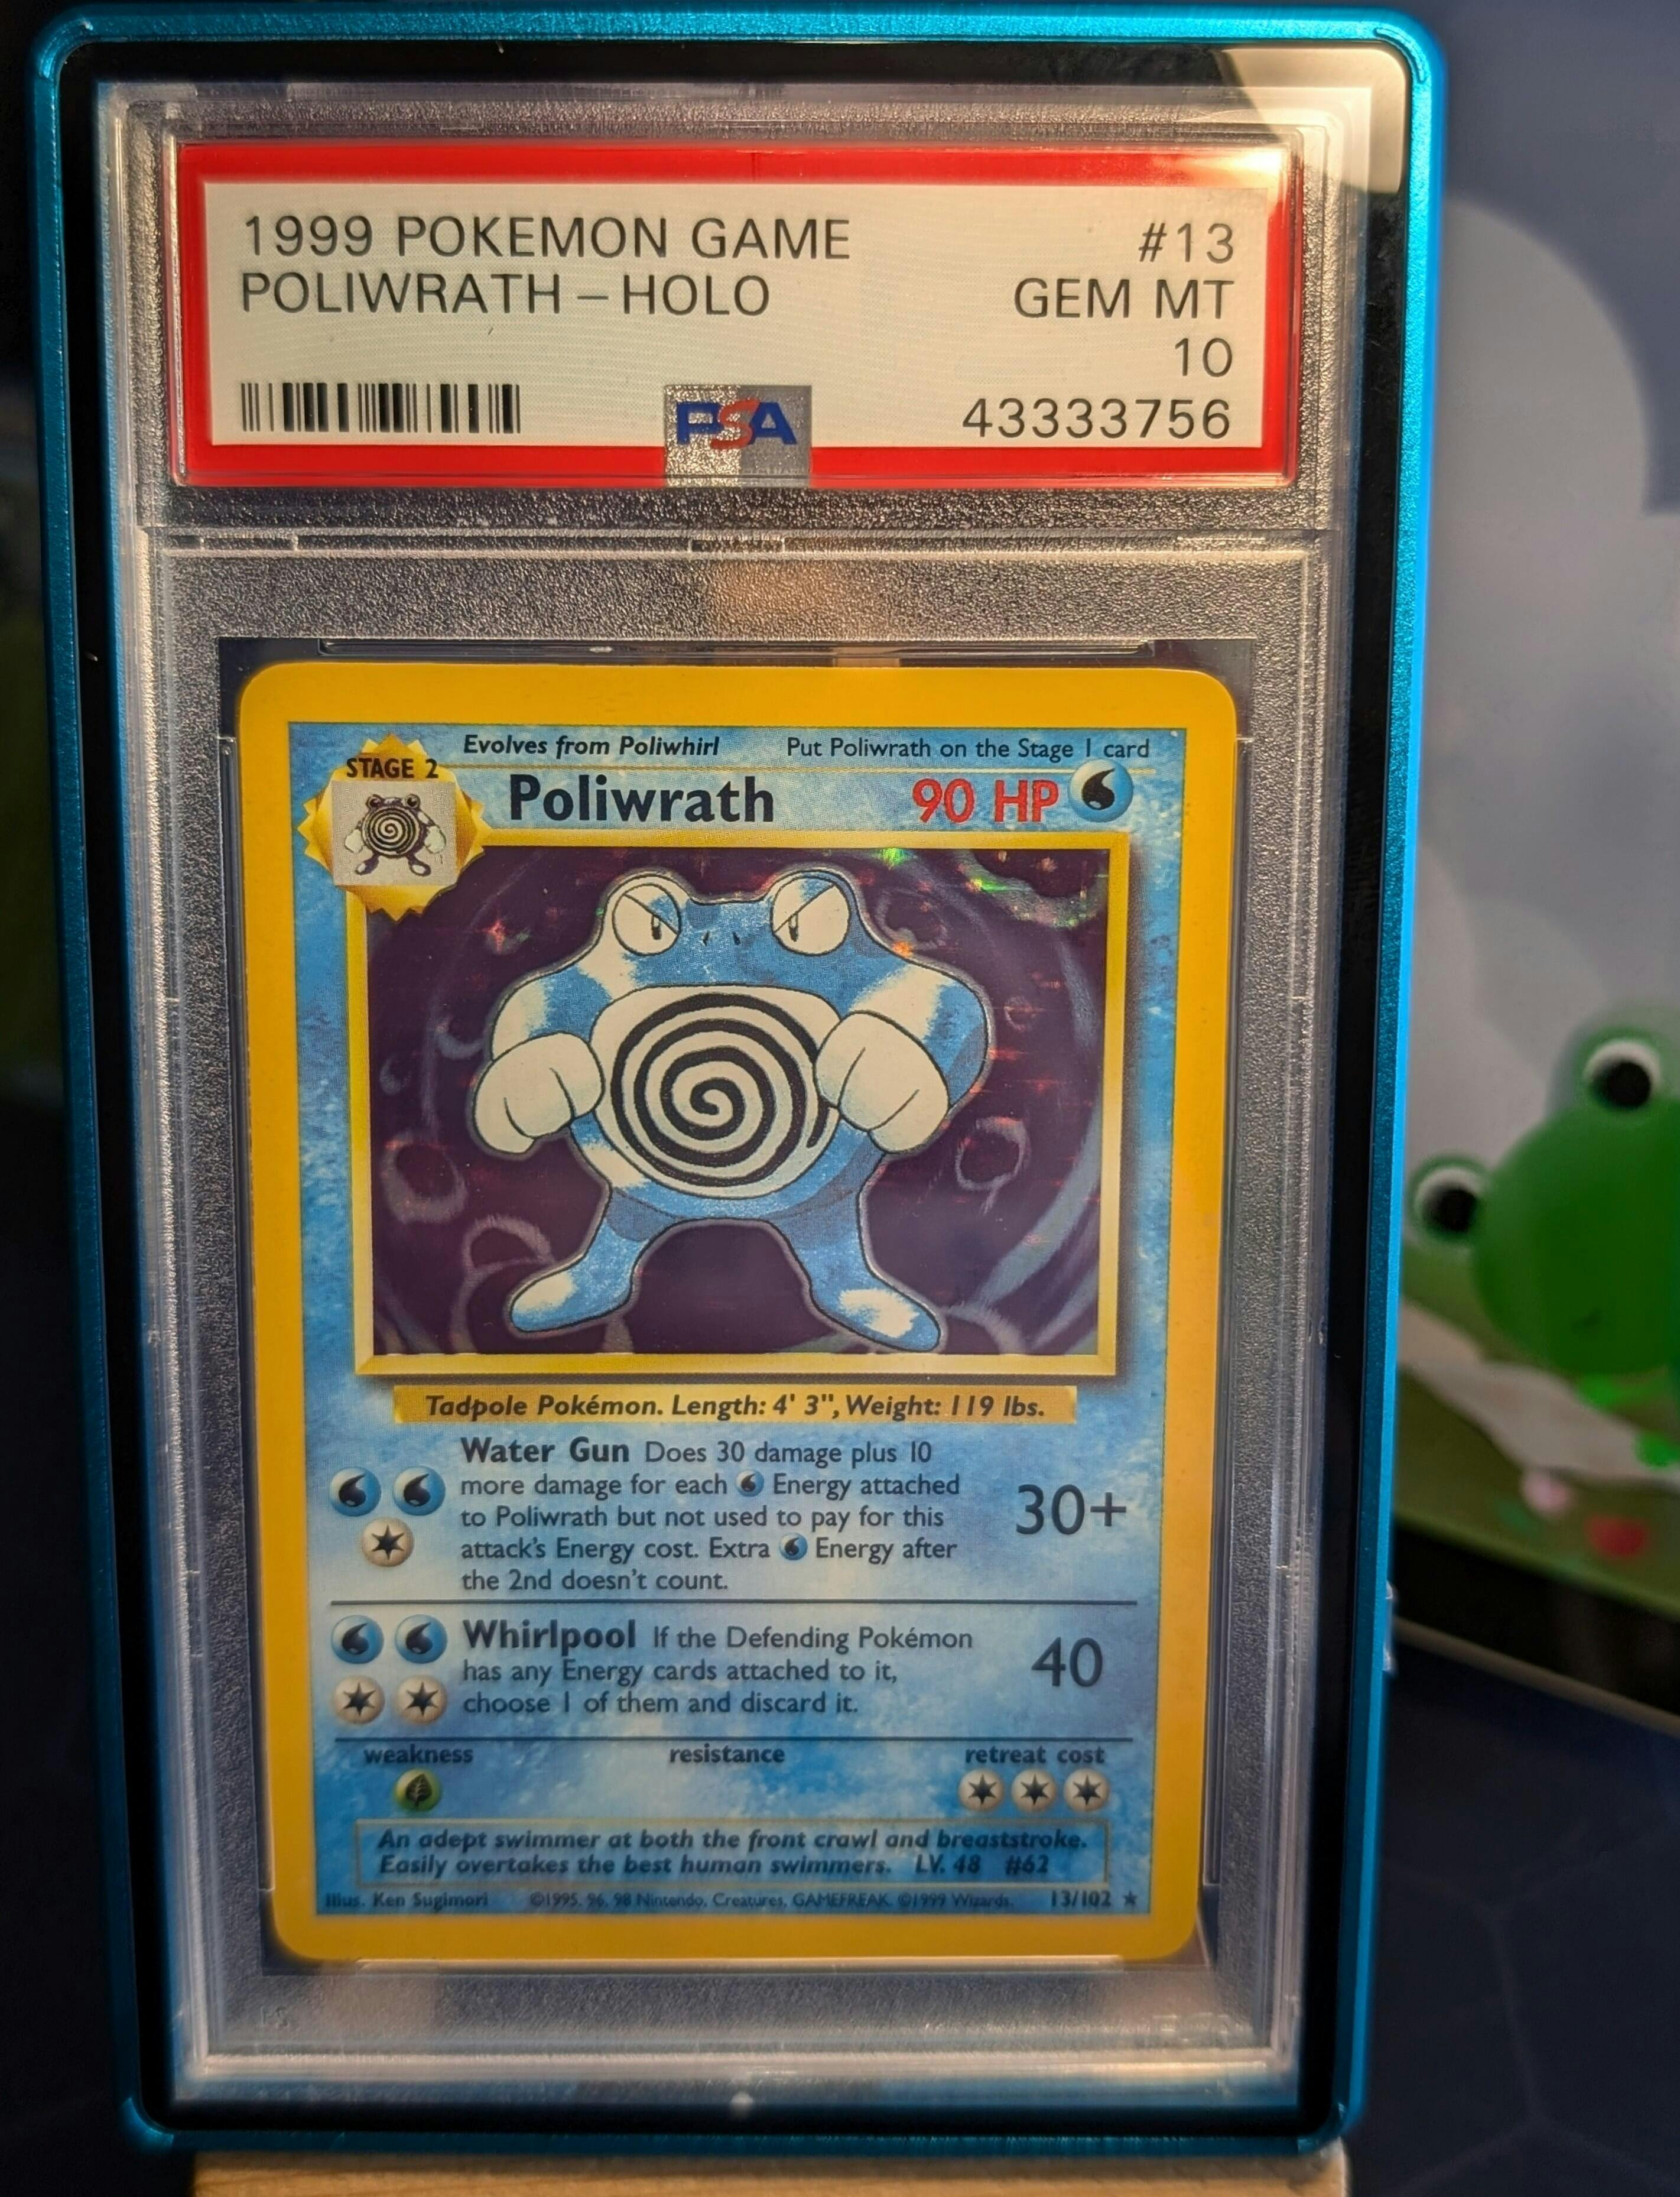 1999 POKEMON GAME #13
POLIWRATH – HOLO GEM MT
10
PSA 43333756
Evolves from Poliwhirl Put Poliwrath on the Stage 1 card
STAGE 2
Poliwrath 90 HP
Tadpole Pokémon. Length: 4' 3", Weight: 119 lbs.
Water Gun Does 30 damage plus 10
more damage for each Energy attached
to Poliwrath but not used to pay for this
attack's Energy cost. Extra Energy after
the 2nd doesn't count.
30+
Whirlpool If the Defending Pokémon
has any Energy cards attached to it,
choose 1 of them and discard it.
40
weakness resistance retreat cost
An adept swimmer at both the front crawl and breaststroke.
Easily overtakes the best human swimmers. LV. 48 #62
Illus. Ken Sugimori ©1995, 96, 98 Nintendo, Creatures, GAMEFREAK. ©1999 Wizards. 13/102